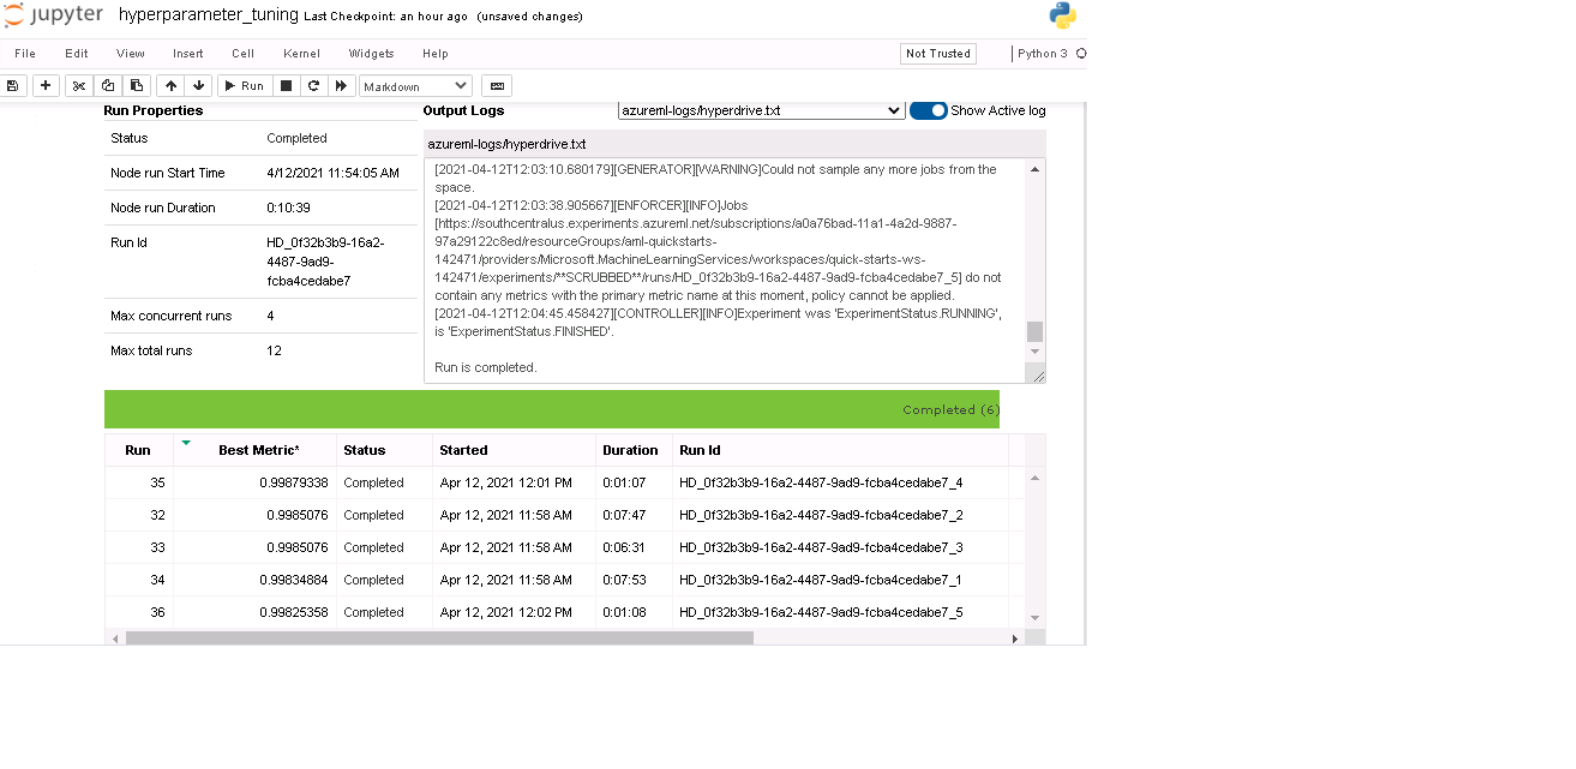 jupyter hyperparameter_tuning Last Checkpoint: an hour ago (unsaved changes)
File Edit View Insert Cell Kernel Widgets Help Not Trusted Python 3
Run Markdown
Run Properties
Status Completed
Node run Start Time 4/12/2021 11:54:05 AM
Node run Duration 0:10:39
Run Id HD_0f32b3b9-16a2-
4487-9ad9-
fcba4cedabe7
Max concurrent runs 4
Max total runs 12
Output Logs azureml-logs/hyperdrive.txt Show Active log
azureml-logs/hyperdrive.txt
[2021-04-12T12:03:10.680179][GENERATOR][WARNING]Could not sample any more jobs from the
space.
[2021-04-12T12:03:38.905667][ENFORCER][INFO]Jobs
[https://southcentralus.experiments.azureml.net/subscriptions/a0a76bad-11a1-4a2d-9887-
97a29122c8ed/resourceGroups/aml-quickstarts-
142471/providers/Microsoft.MachineLearningServices/workspaces/quick-starts-ws-
142471/experiments/**SCRUBBED**/runs/HD_0f32b3b9-16a2-4487-9ad9-fcba4cedabe7_5] do not
contain any metrics with the primary metric name at this moment, policy cannot be applied.
[2021-04-12T12:04:45.458427][CONTROLLER][INFO]Experiment was 'ExperimentStatus.RUNNING',
is 'ExperimentStatus.FINISHED'.
Run is completed.
Completed (6)
Run Best Metric* Status Started Duration Run Id
35 0.99879338 Completed Apr 12, 2021 12:01 PM 0:01:07 HD_0f32b3b9-16a2-4487-9ad9-fcba4cedabe7_4
32 0.9985076 Completed Apr 12, 2021 11:58 AM 0:07:47 HD_0f32b3b9-16a2-4487-9ad9-fcba4cedabe7_2
33 0.9985076 Completed Apr 12, 2021 11:58 AM 0:06:31 HD_0f32b3b9-16a2-4487-9ad9-fcba4cedabe7_3
34 0.99834884 Completed Apr 12, 2021 11:58 AM 0:07:53 HD_0f32b3b9-16a2-4487-9ad9-fcba4cedabe7_1
36 0.99825358 Completed Apr 12, 2021 12:02 PM 0:01:08 HD_0f32b3b9-16a2-4487-9ad9-fcba4cedabe7_5